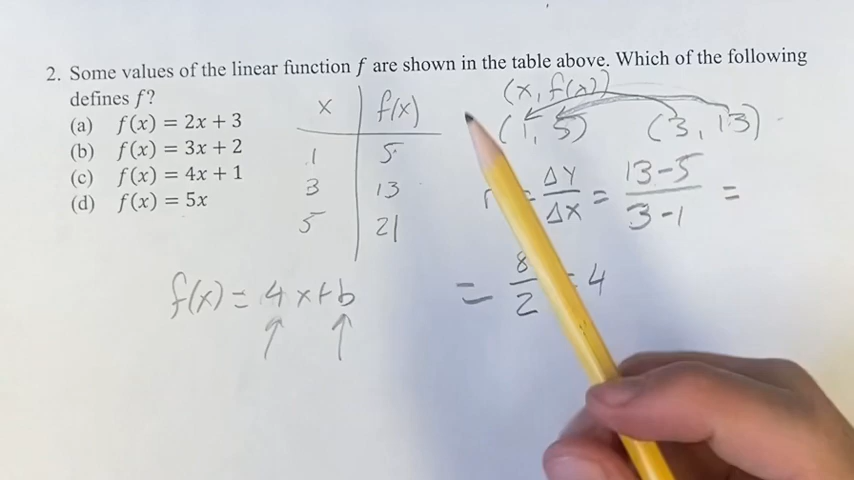 2. Some values of the linear function f are shown in the table above. Which of the following
defines f?
(a) f(x) = 2x + 3
(b) f(x) = 3x + 2
(c) f(x) = 4x + 1
(d) f(x) = 5x
x f(x)
1 5
3 13
5 21
f(x) = 4x+b
(x, f(x))
(1, 5) (3, 13)
= ΔY/ΔX = 13-5/3-1 =
= 8/2 = 4